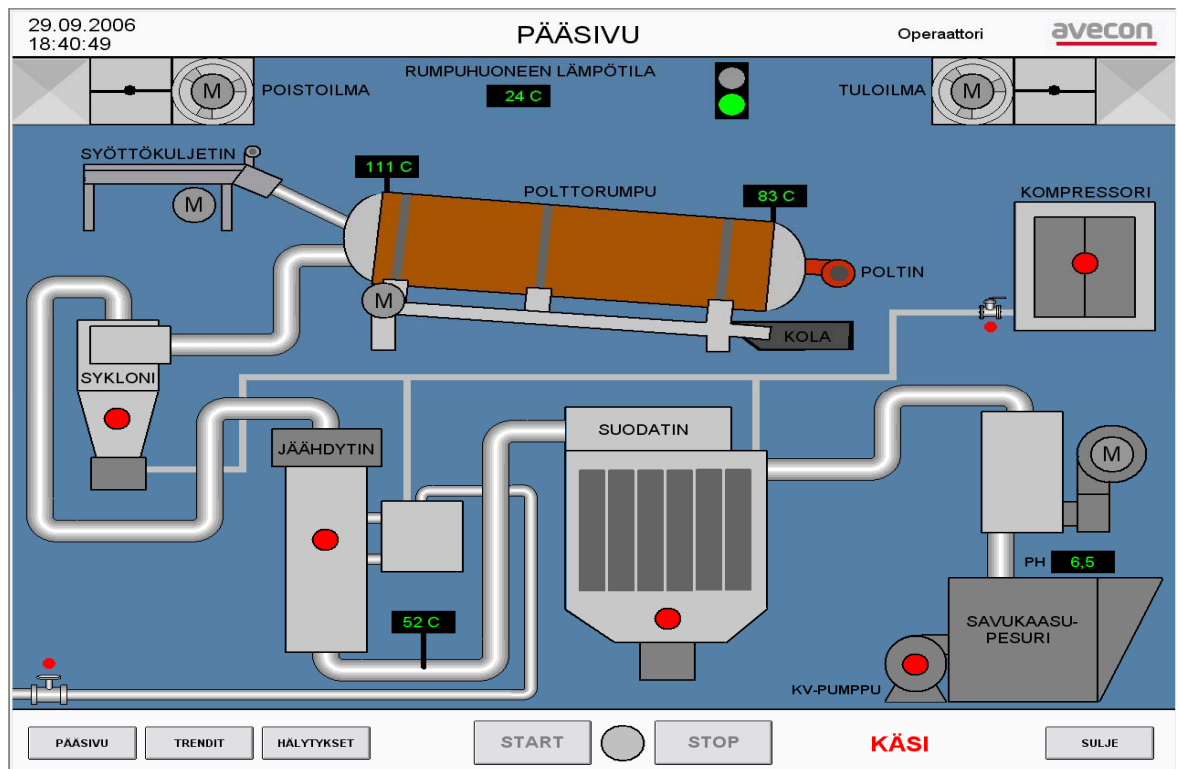 29.09.2006
18:40:49
PÄÄSIVU
Operaattori
avecon
RUMPUHUONEEN LÄMPÖTILA
24 C
M
POISTOILMA
TULOILMA
M
SYÖTTÖKULJETIN
M
111 C
POLTTORUMPU
83 C
KOMPRESSORI
POLTIN
M
KOLA
SYKLONI
JÄÄHDYTIN
SUODATIN
M
PH 6,5
52 C
SAVUKAASU-
PESURI
KV-PUMPPU
PÄÄSIVU
TRENDIT
HÄLYTYKSET
START
STOP
KÄSI
SULJE